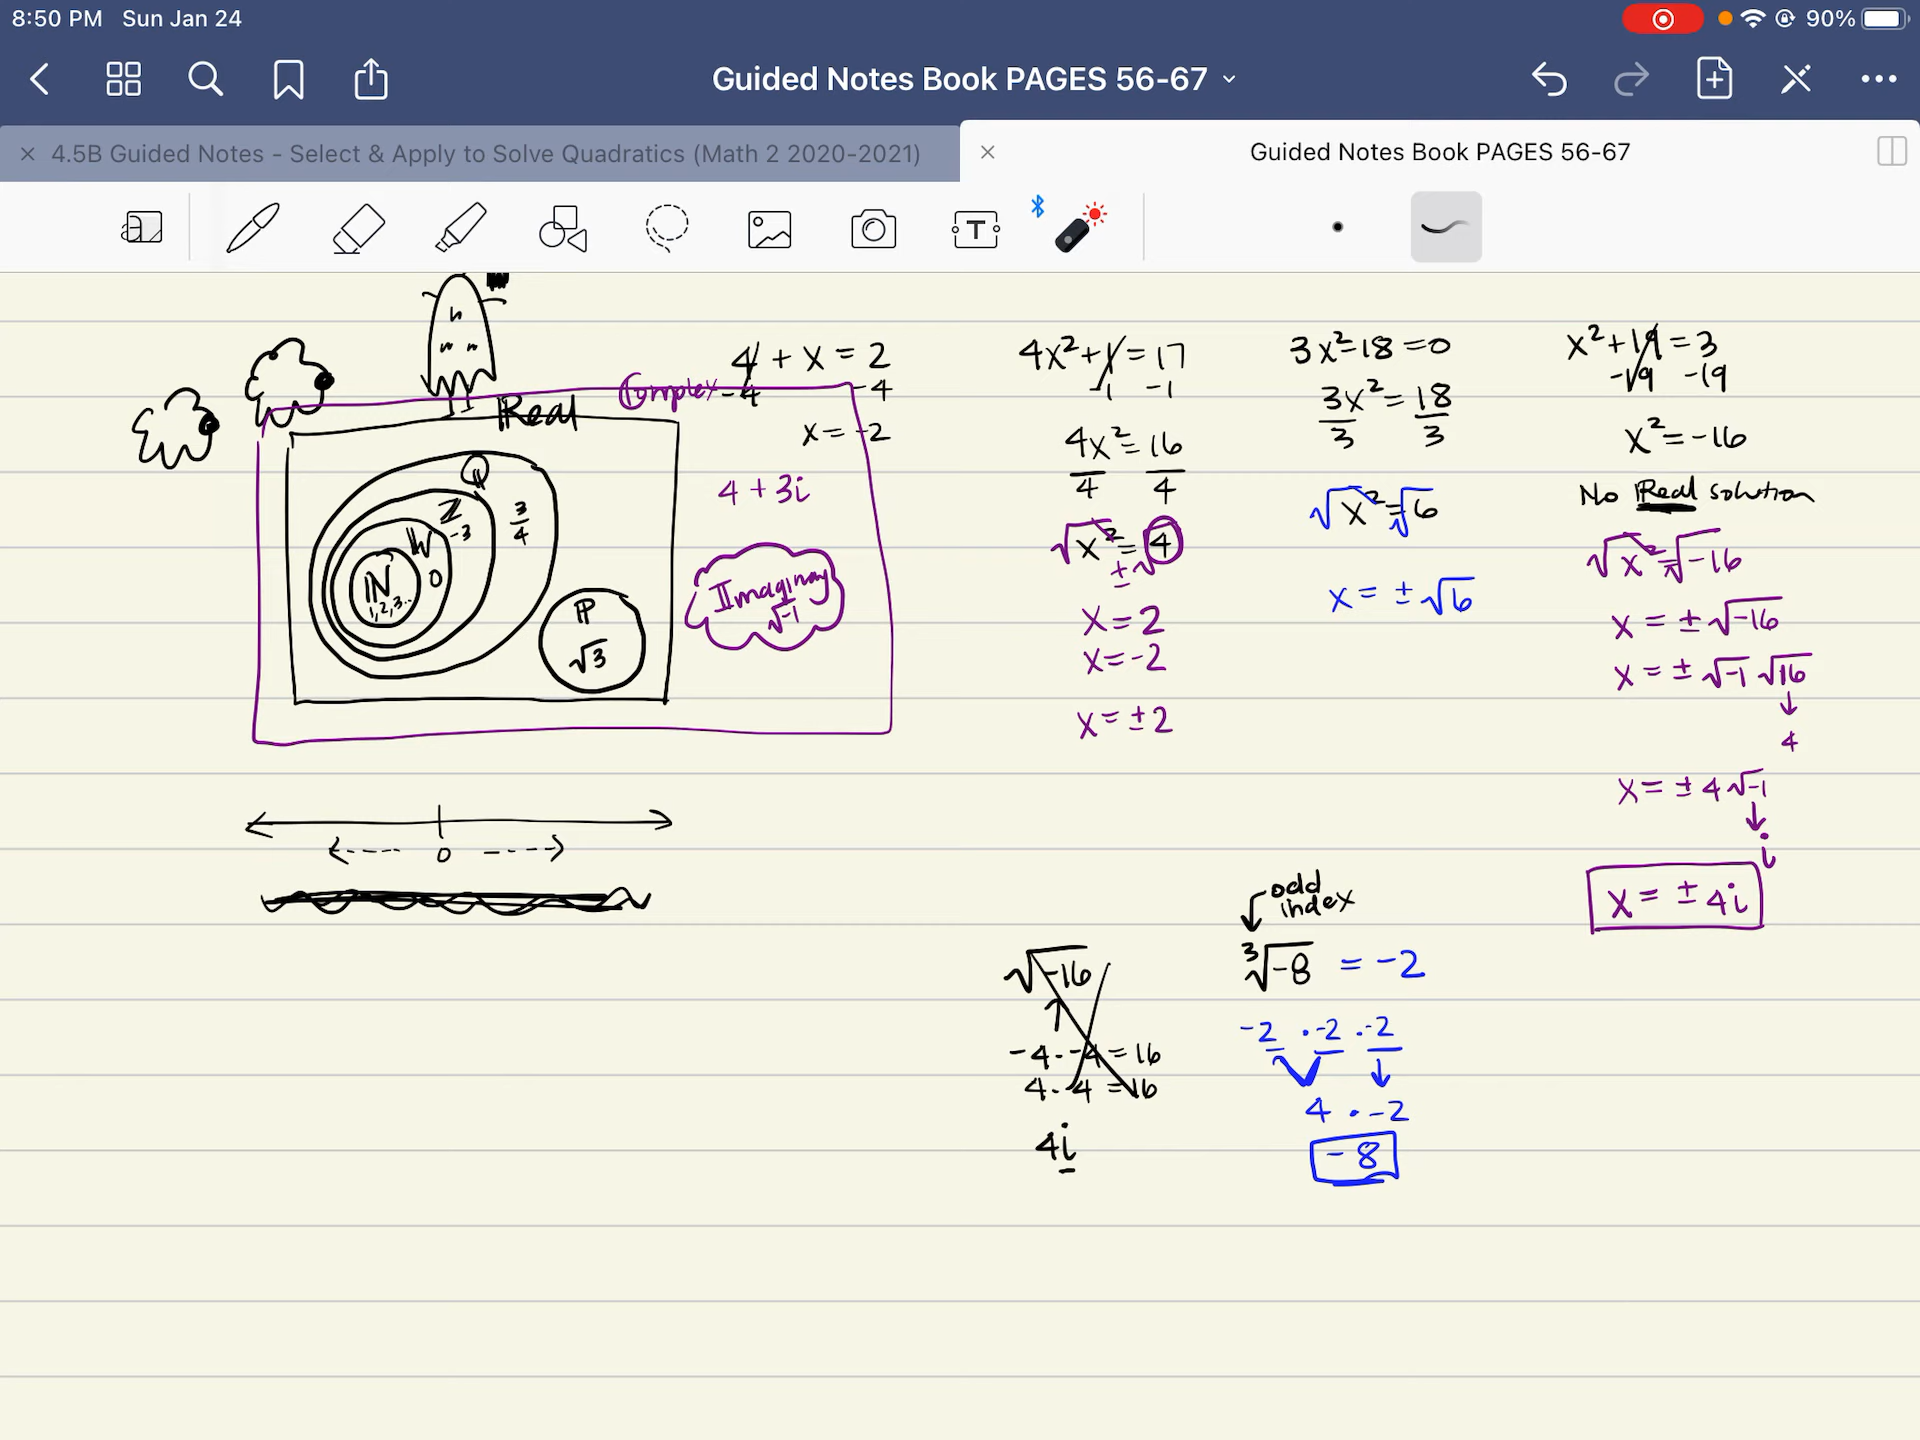 8:50 PM Sun Jan 24
90%
Guided Notes Book PAGES 56-67
4.5B Guided Notes - Select & Apply to Solve Quadratics (Math 2 2020-2021)
Guided Notes Book PAGES 56-67
T
Complex
Real
Q
Z
-3
3/4
W
0
N
1,2,3...
P
√3
4 + 3i
Imaginary
√-1
0
4 + x = 2
-4 -4
x = -2
4x² + 1 = 17
-1 -1
4x² = 16
4 4
√x² = ±√4
x = 2
x = -2
x = ±2
3x² - 18 = 0
3x² = 18
3 3
√x² = √6
x = ±√6
x² + 19 = 3
-19 -19
x² = -16
No Real solution
√x² = √-16
x = ±√-16
x = ±√-1 √16
4
x = ±4√-1
i
x = ±4i
√-16
-4 · -4 = 16
4 · 4 = 16
4i
odd
index
³√-8 = -2
-2 · -2 · -2
4 · -2
-8